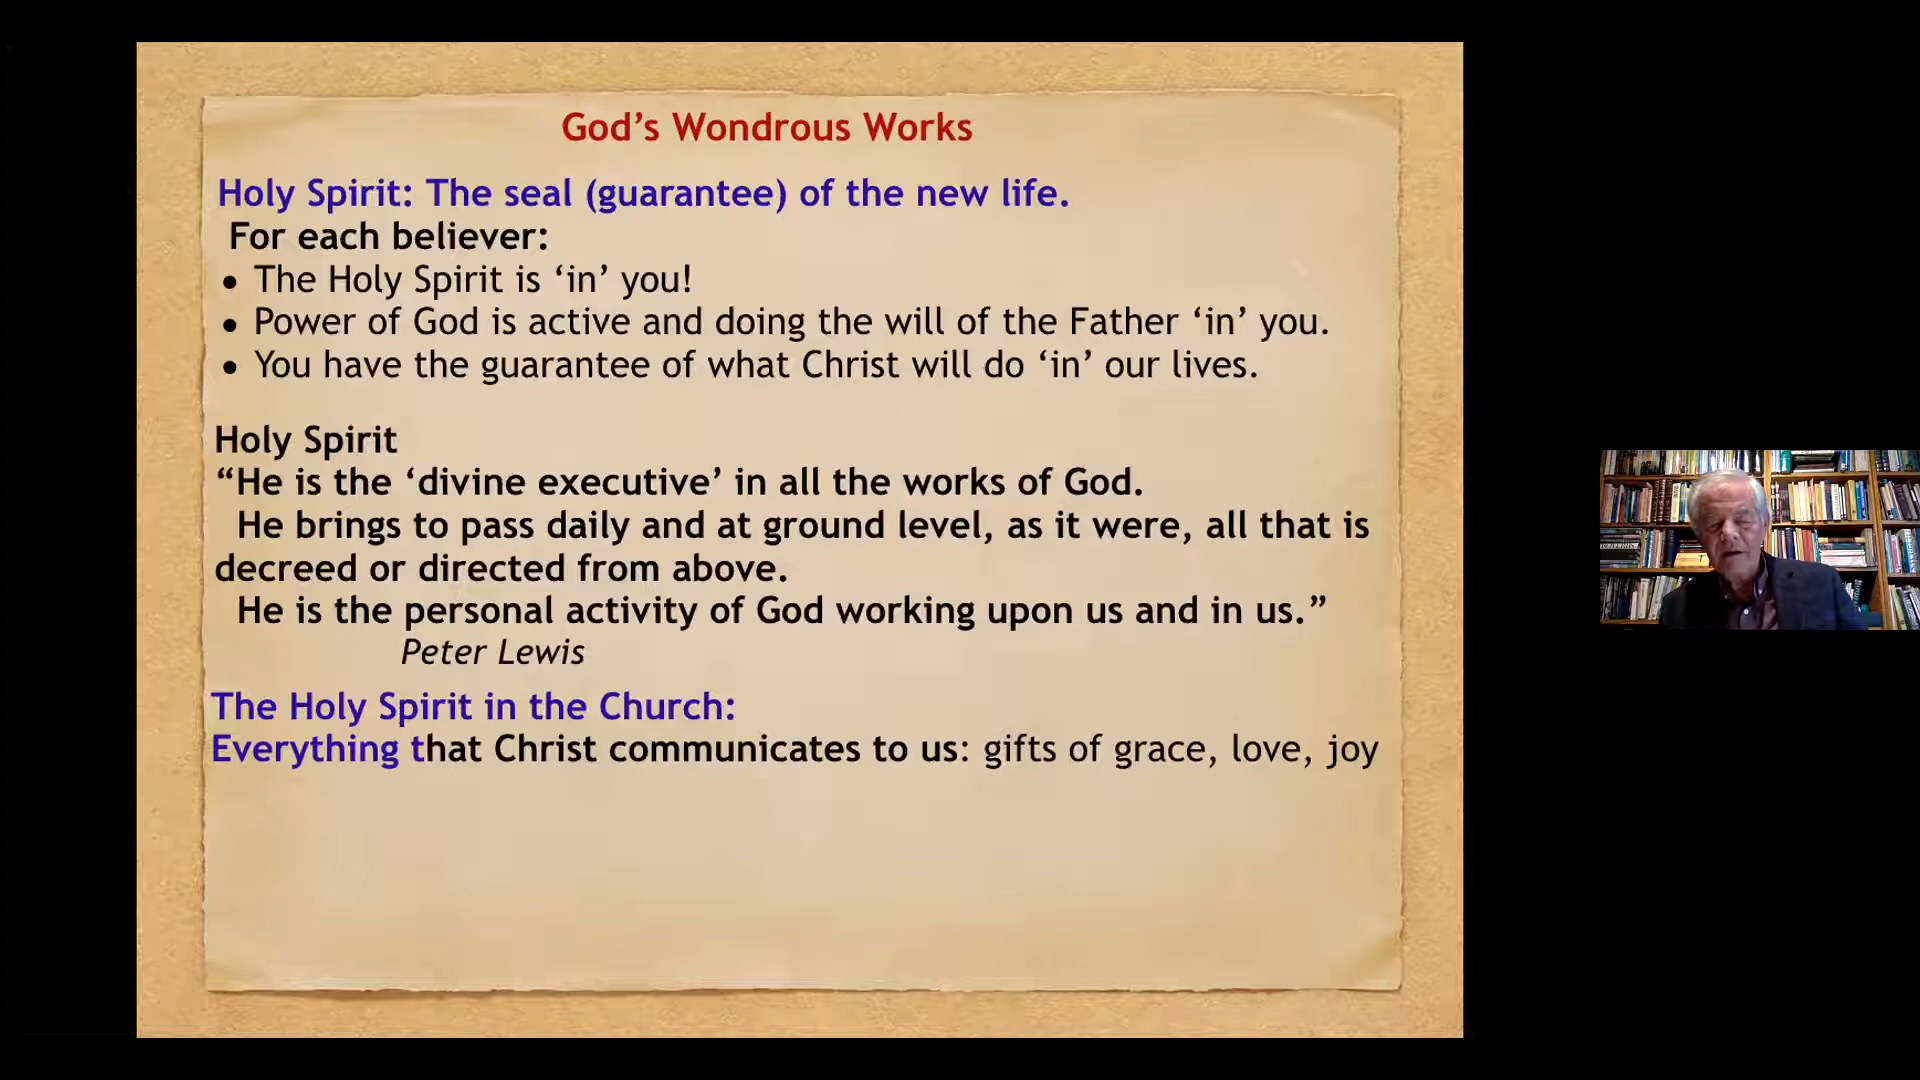 God’s Wondrous Works
Holy Spirit: The seal (guarantee) of the new life.
For each believer:
• The Holy Spirit is ‘in’ you!
• Power of God is active and doing the will of the Father ‘in’ you.
• You have the guarantee of what Christ will do ‘in’ our lives.
Holy Spirit
“He is the ‘divine executive’ in all the works of God.
He brings to pass daily and at ground level, as it were, all that is
decreed or directed from above.
He is the personal activity of God working upon us and in us.”
Peter Lewis
The Holy Spirit in the Church:
Everything that Christ communicates to us: gifts of grace, love, joy